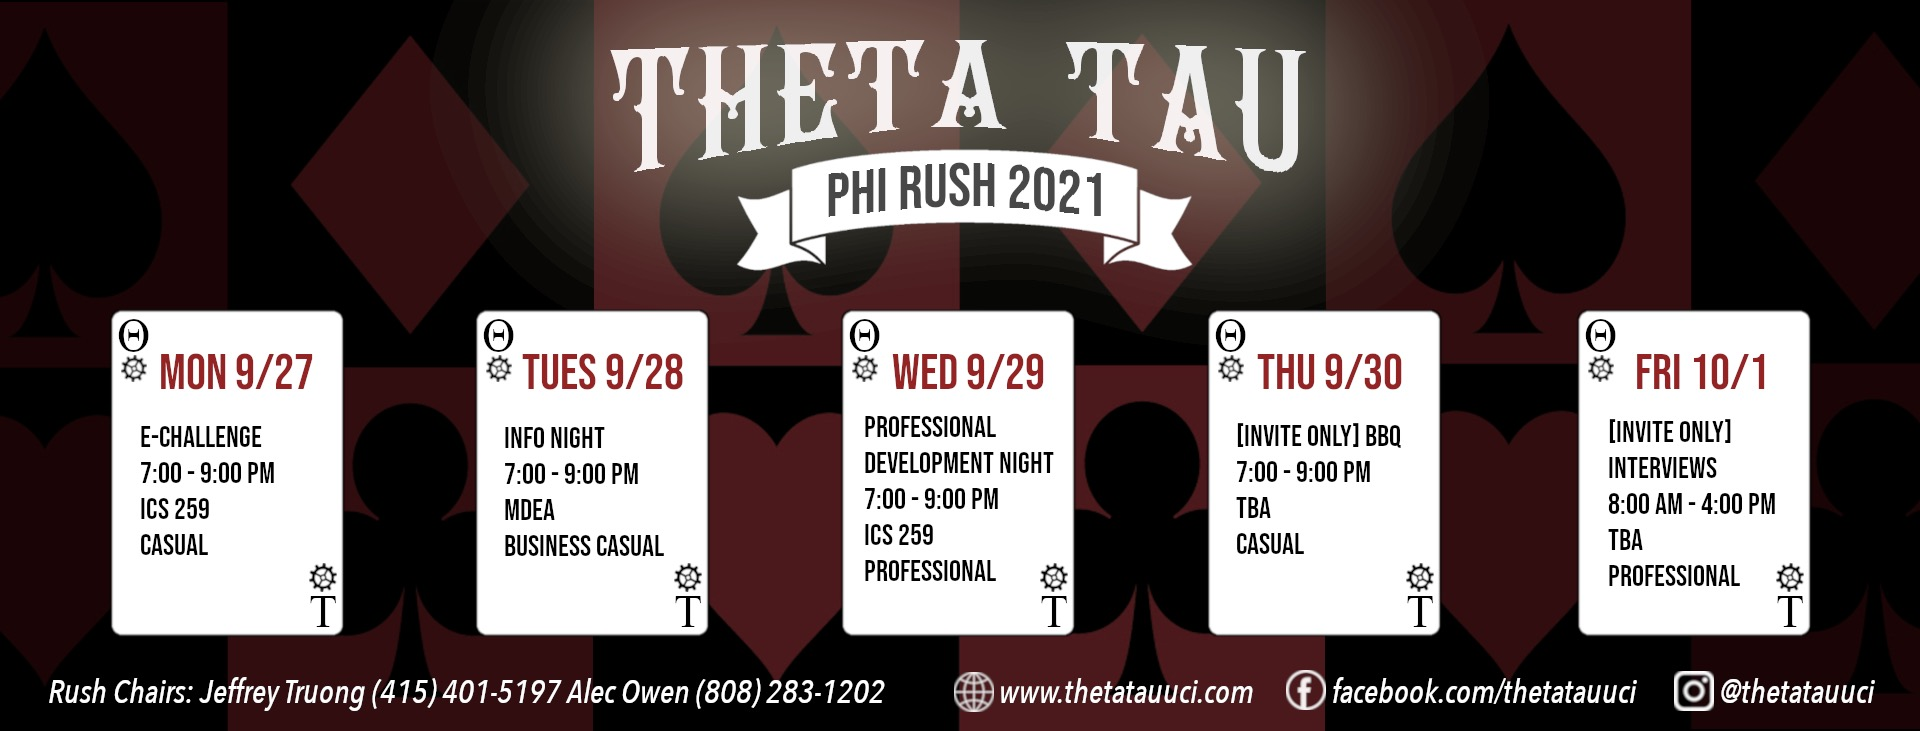 THETA TAU
PHI RUSH 2021
Θ
MON 9/27
E-CHALLENGE
7:00 - 9:00 PM
ICS 259
CASUAL
T
Θ
TUES 9/28
INFO NIGHT
7:00 - 9:00 PM
MDEA
BUSINESS CASUAL
T
Θ
WED 9/29
PROFESSIONAL
DEVELOPMENT NIGHT
7:00 - 9:00 PM
ICS 259
PROFESSIONAL
T
Θ
THU 9/30
[INVITE ONLY] BBQ
7:00 - 9:00 PM
TBA
CASUAL
T
Θ
FRI 10/1
[INVITE ONLY]
INTERVIEWS
8:00 AM - 4:00 PM
TBA
PROFESSIONAL
T
Rush Chairs: Jeffrey Truong (415) 401-5197 Alec Owen (808) 283-1202
www.thetatauuci.com
facebook.com/thetatauuci
@thetatauuci